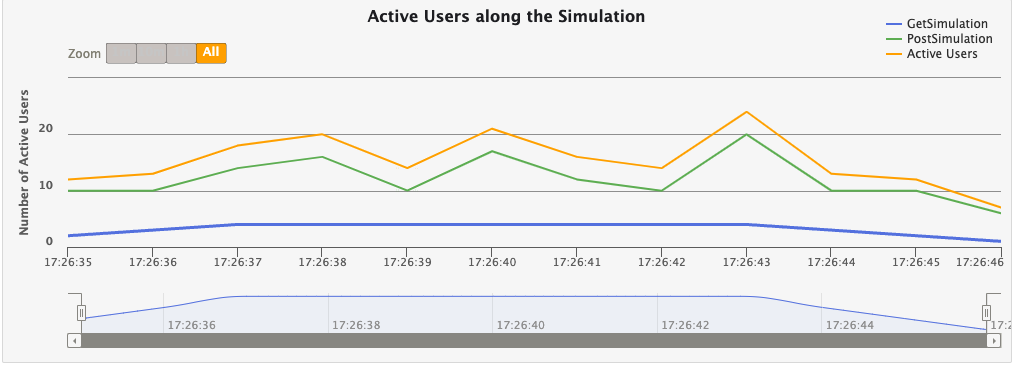 Active Users along the Simulation
GetSimulation
PostSimulation
Active Users
Zoom All
Number of Active Users
20
10
0
17:26:35 17:26:36 17:26:37 17:26:38 17:26:39 17:26:40 17:26:41 17:26:42 17:26:43 17:26:44 17:26:45 17:26:46
17:26:36 17:26:38 17:26:40 17:26:42 17:26:44 17:2